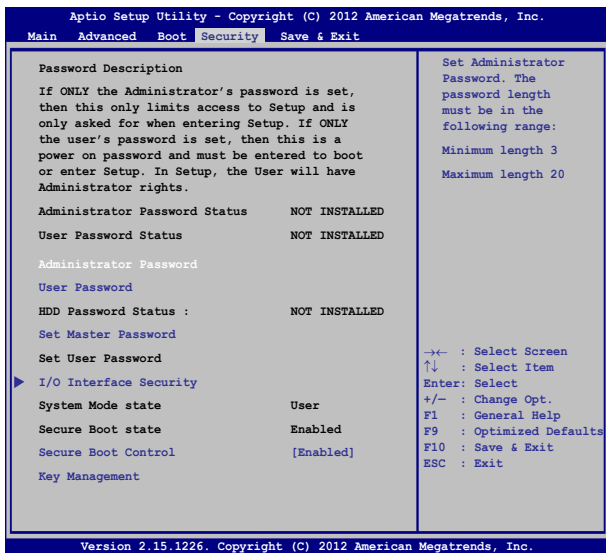 Aptio Setup Utility - Copyright (C) 2012 American Megatrends, Inc.
Main Advanced Boot Security Save & Exit
Password Description
If ONLY the Administrator's password is set,
then this only limits access to Setup and is
only asked for when entering Setup. If ONLY
the user's password is set, then this is a
power on password and must be entered to boot
or enter Setup. In Setup, the User will have
Administrator rights.
Administrator Password Status NOT INSTALLED
User Password Status NOT INSTALLED
Administrator Password
User Password
HDD Password Status : NOT INSTALLED
Set Master Password
Set User Password
I/O Interface Security
System Mode state User
Secure Boot state Enabled
Secure Boot Control [Enabled]
Key Management
Set Administrator
Password. The
password length
must be in the
following range:
Minimum length 3
Maximum length 20
→← : Select Screen
↑↓ : Select Item
Enter: Select
+/— : Change Opt.
F1 : General Help
F9 : Optimized Defaults
F10 : Save & Exit
ESC : Exit
Version 2.15.1226. Copyright (C) 2012 American Megatrends, Inc.